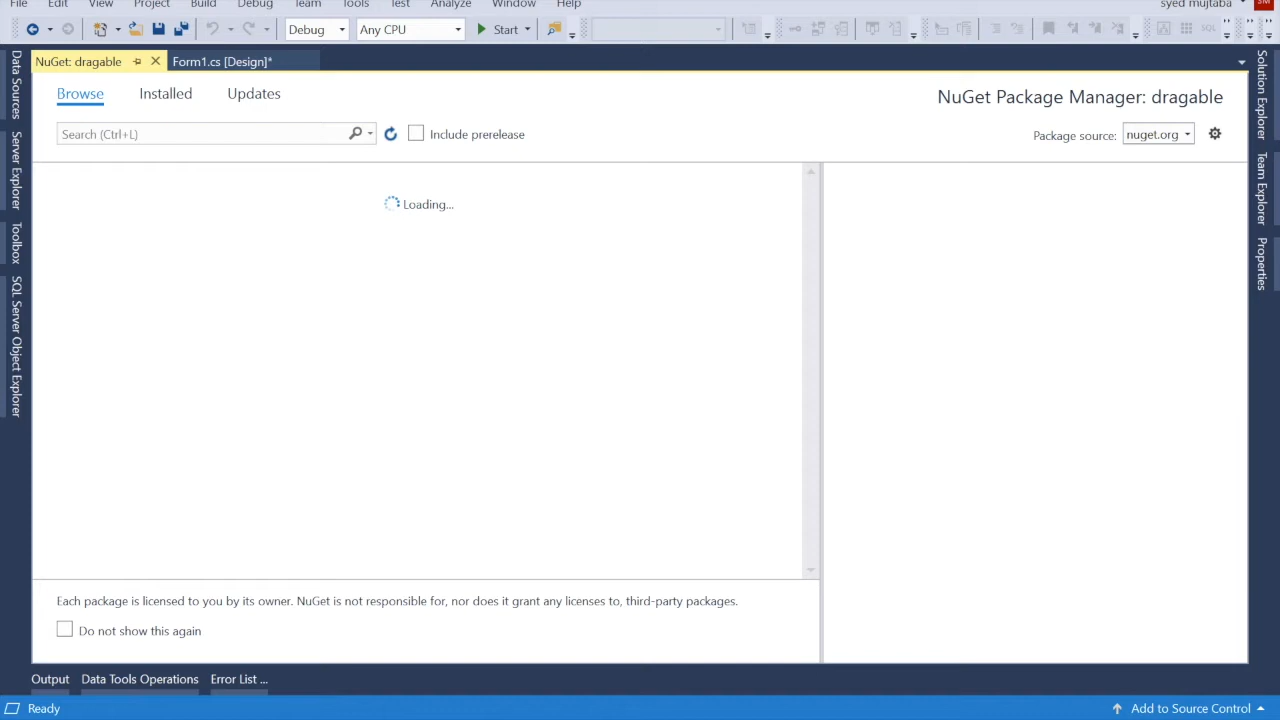 File Edit View Project Build Debug Team Tools Test Analyze Window Help syed mujtaba SM
Debug Any CPU Start SQL
NuGet: dragable Form1.cs [Design]*
Browse Installed Updates
NuGet Package Manager: dragable
Search (Ctrl+L) Include prerelease
Package source: nuget.org
Loading...
Each package is licensed to you by its owner. NuGet is not responsible for, nor does it grant any licenses to, third-party packages.
Do not show this again
Data Sources
Server Explorer
Toolbox
SQL Server Object Explorer
Solution Explorer
Team Explorer
Properties
Output Data Tools Operations Error List ...
Ready
Add to Source Control